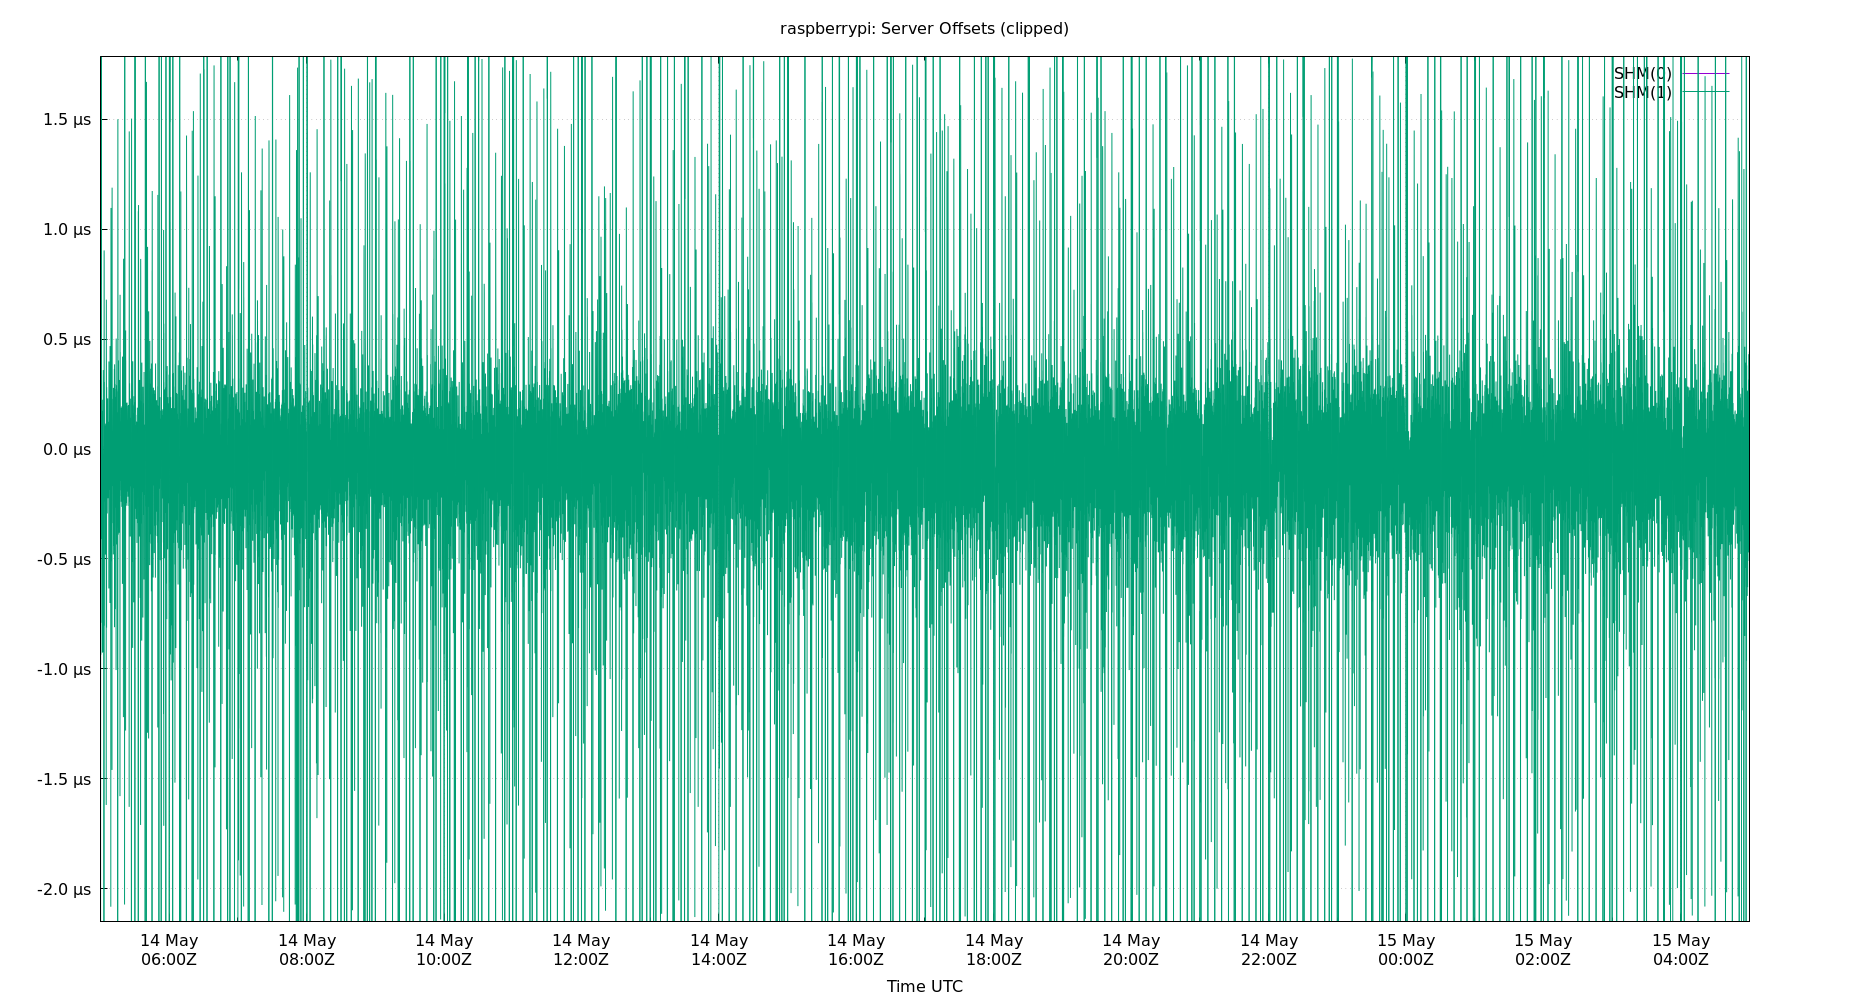 raspberrypi: Server Offsets (clipped)
SHM(0)
SHM(1)
1.5 µs
1.0 µs
0.5 µs
0.0 µs
-0.5 µs
-1.0 µs
-1.5 µs
-2.0 µs
14 May 14 May 14 May 14 May 14 May 14 May 14 May 14 May 14 May 15 May 15 May 15 May
06:00Z 08:00Z 10:00Z 12:00Z 14:00Z 16:00Z 18:00Z 20:00Z 22:00Z 00:00Z 02:00Z 04:00Z
Time UTC